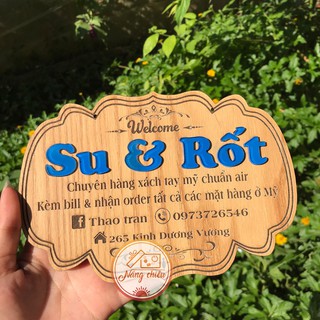 Welcome
Su & Rốt
Chuyên hàng xách tay mỹ chuẩn air
Kèm bill & nhận order tất cả các mặt hàng ở Mỹ
Thao tran 0973726546
265 Kinh Dương Vương
Nắng chiều